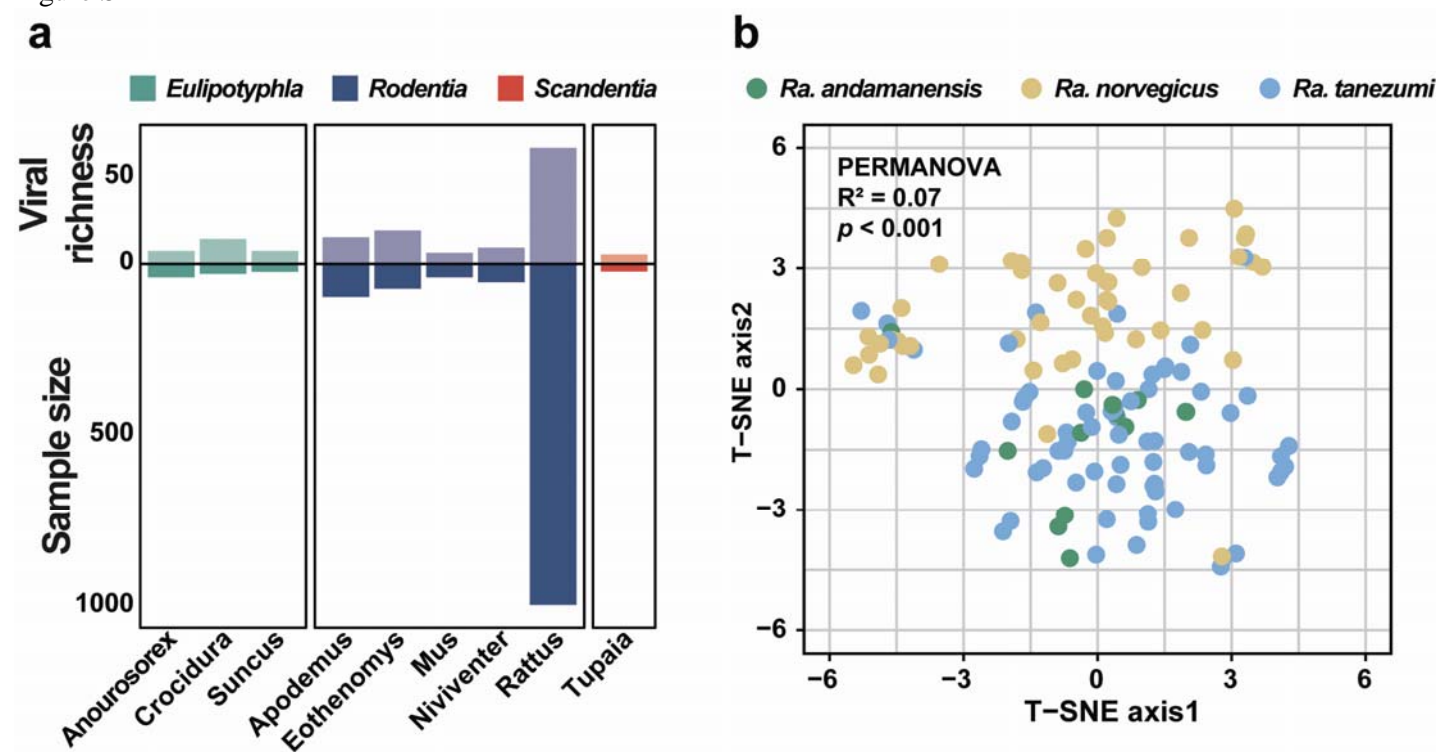 a
Eulipotyphla Rodentia Scandentia
Viral
richness
50
0
Sample size
500
1000
Anourosorex
Crocidura
Suncus
Apodemus
Eothenomys
Mus
Niviventer
Rattus
Tupaia
b
Ra. andamanensis Ra. norvegicus Ra. tanezumi
PERMANOVA
R² = 0.07
p < 0.001
T−SNE axis2
6
3
0
−3
−6
−6 −3 0 3 6
T−SNE axis1